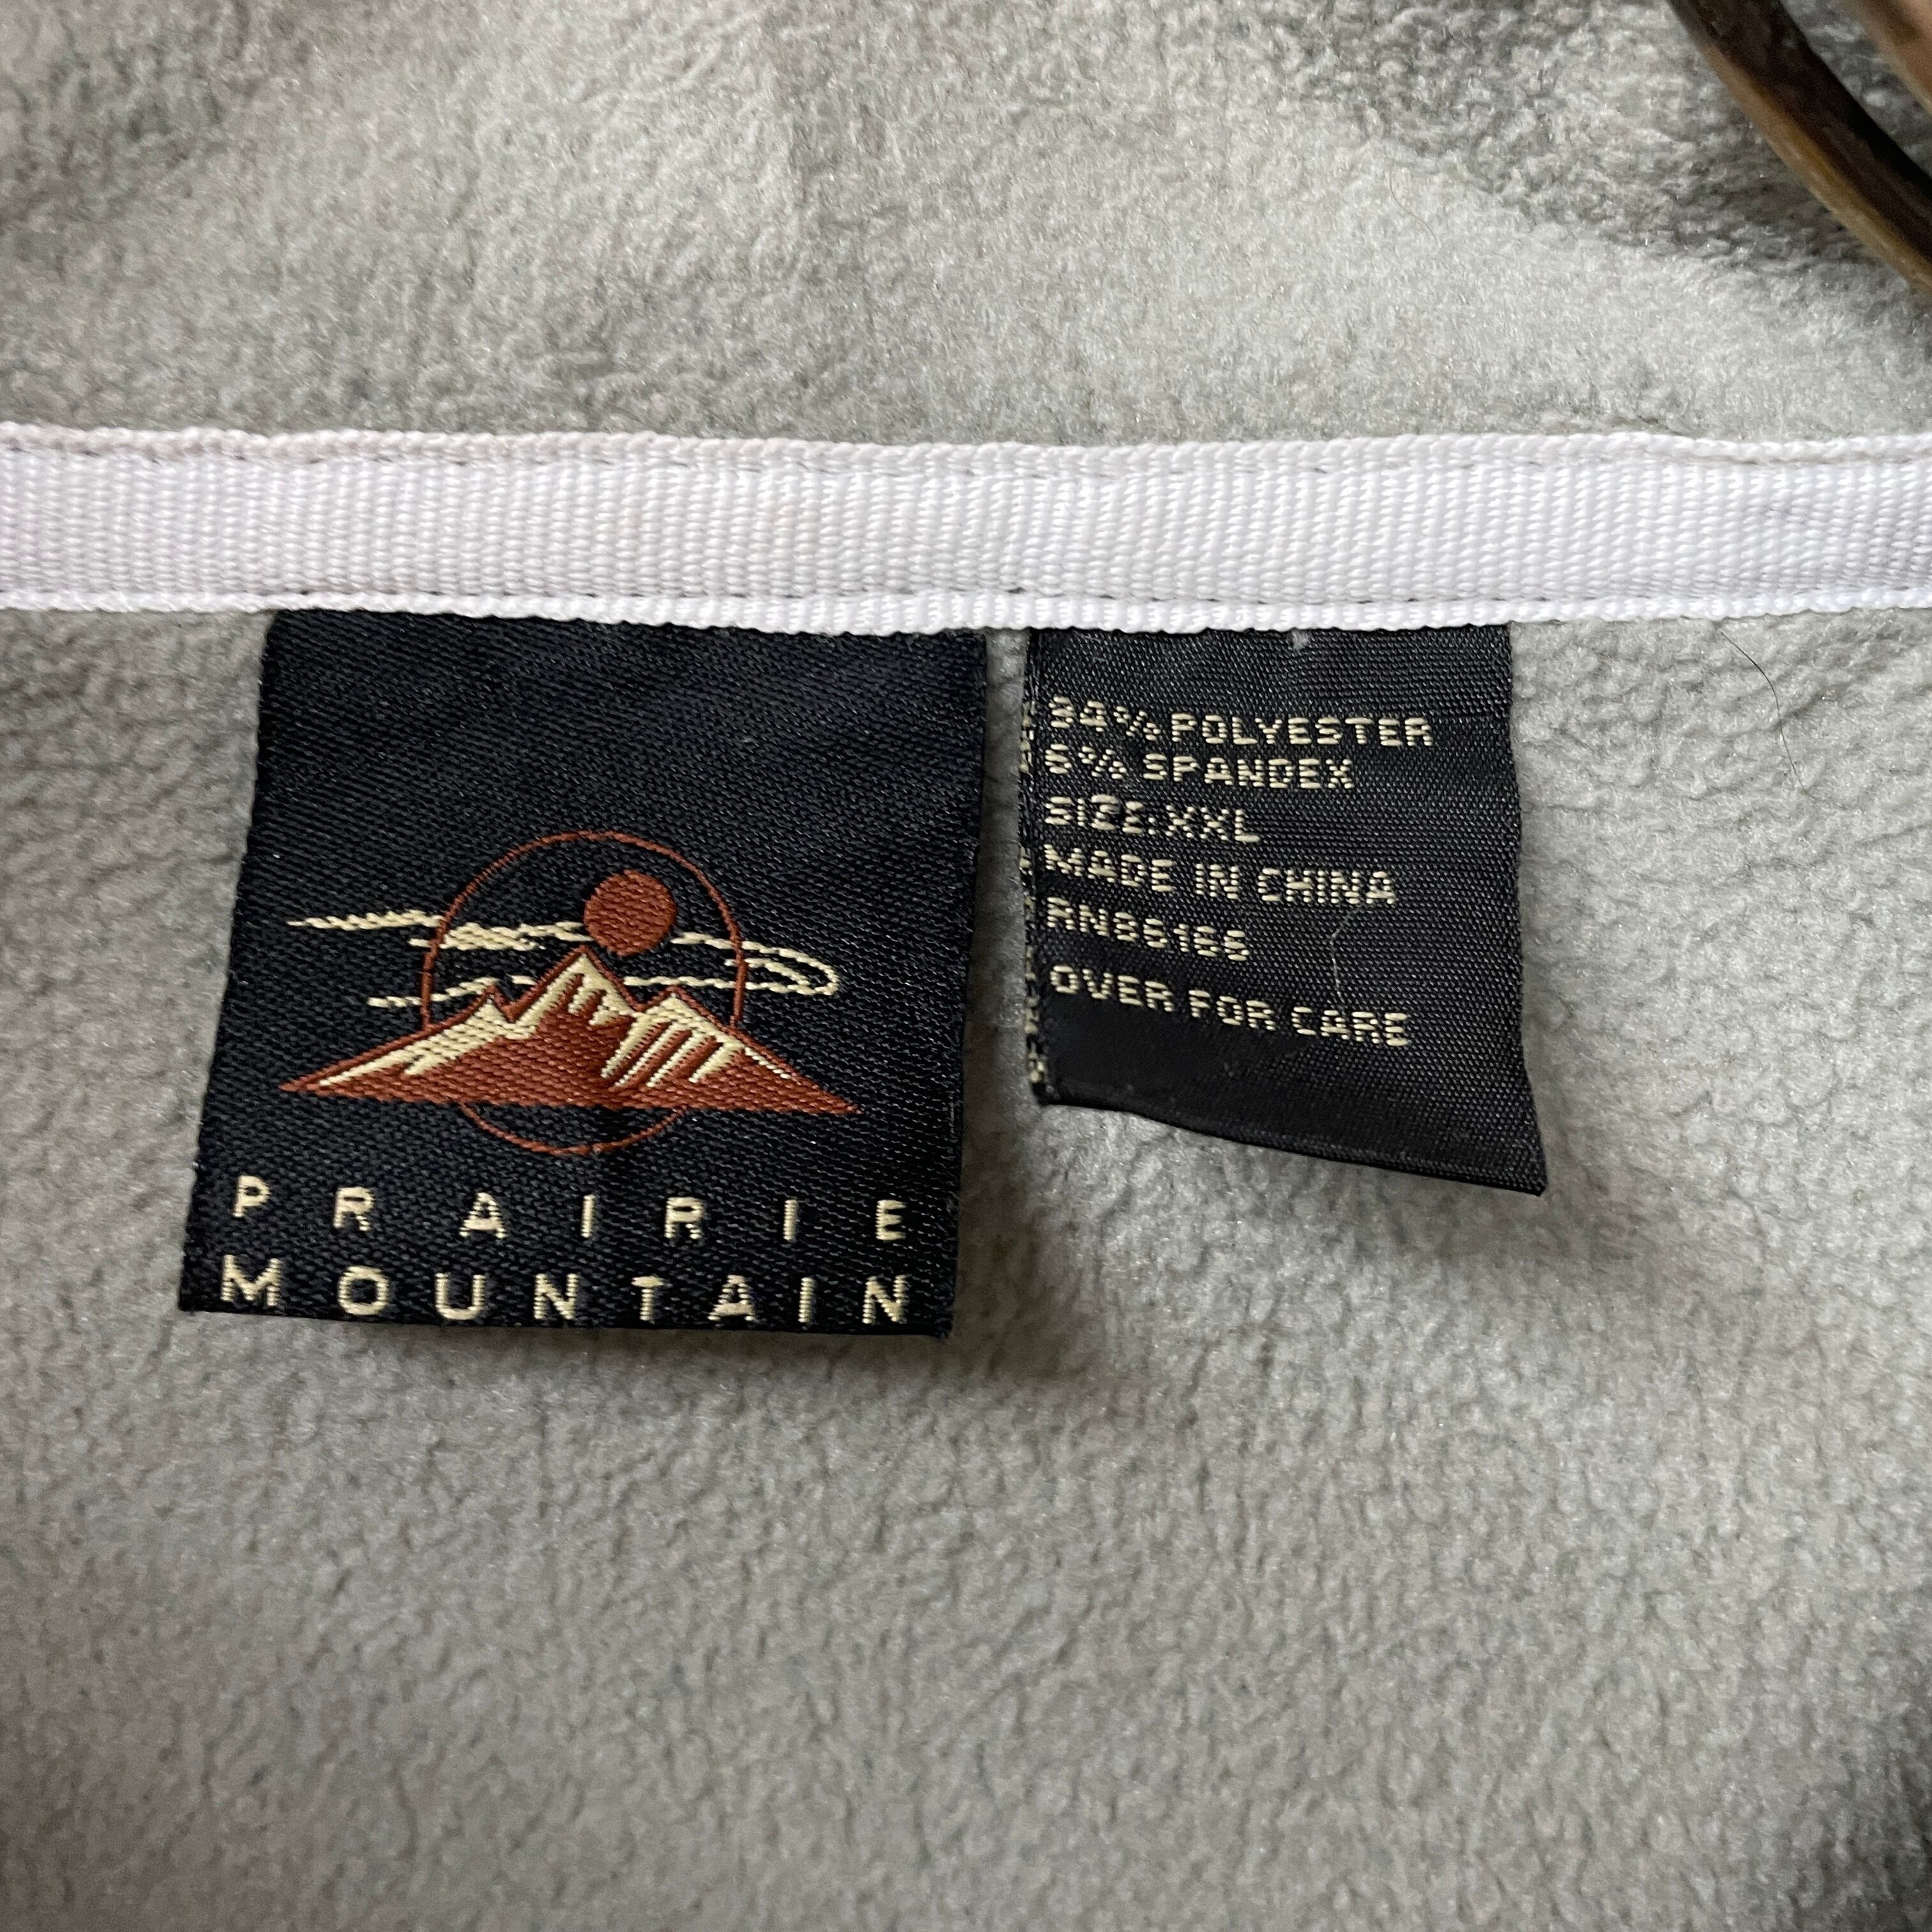 PRAIRIE
MOUNTAIN
94% POLYESTER
6% SPANDEX
SIZE:XXL
MADE IN CHINA
OVER FOR CARE